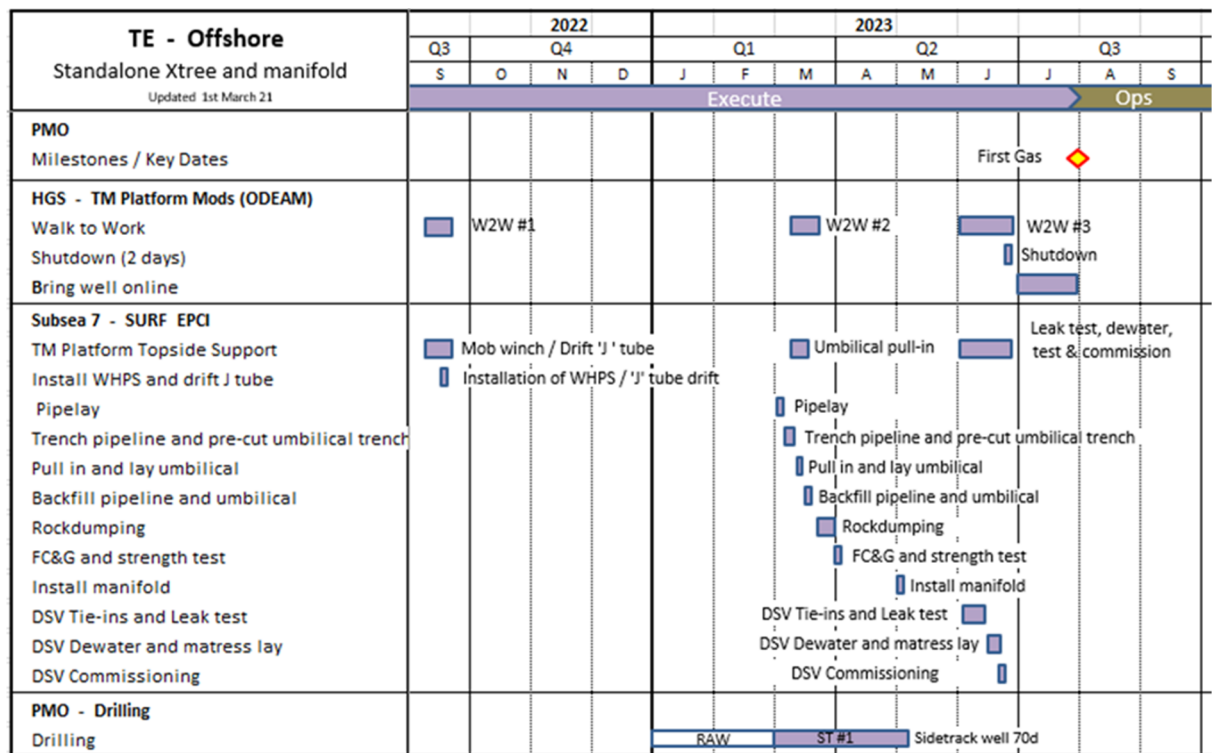 TE - Offshore
Standalone Xtree and manifold
Updated 1st March 21
2022 2023
Q3 Q4 Q1 Q2 Q3
S O N D J F M A M J J A S
Execute Ops
PMO
Milestones / Key Dates First Gas
HGS - TM Platform Mods (ODEAM)
Walk to Work W2W #1 W2W #2 W2W #3
Shutdown (2 days) Shutdown
Bring well online
Subsea 7 - SURF EPCI
Leak test, dewater,
test & commission
TM Platform Topside Support Mob winch / Drift 'J ' tube Umbilical pull-in
Install WHPS and drift J tube Installation of WHPS / 'J' tube drift
Pipelay Pipelay
Trench pipeline and pre-cut umbilical trench Trench pipeline and pre-cut umbilical trench
Pull in and lay umbilical Pull in and lay umbilical
Backfill pipeline and umbilical Backfill pipeline and umbilical
Rockdumping Rockdumping
FC&G and strength test FC&G and strength test
Install manifold Install manifold
DSV Tie-ins and Leak test DSV Tie-ins and Leak test
DSV Dewater and matress lay DSV Dewater and matress lay
DSV Commissioning DSV Commissioning
PMO - Drilling
Drilling RAW ST #1 Sidetrack well 70d